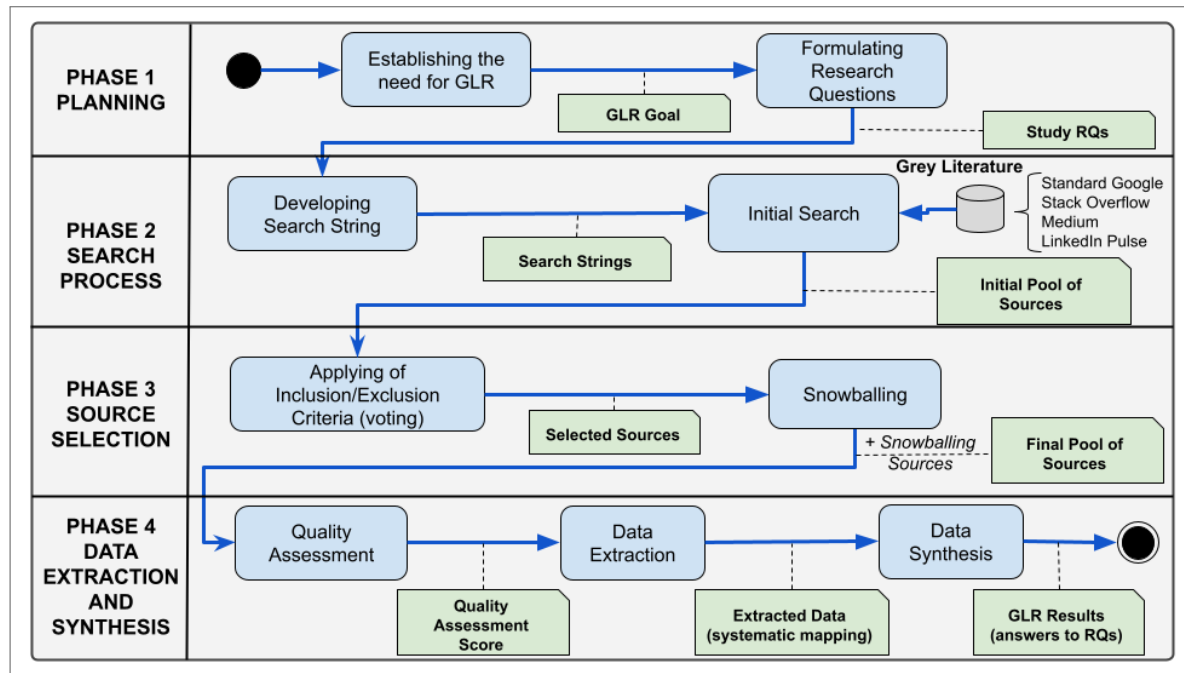 PHASE 1
PLANNING
Establishing the
need for GLR
Formulating
Research
Questions
GLR Goal
Study RQs
PHASE 2
SEARCH
PROCESS
Developing
Search String
Initial Search
Grey Literature
Standard Google
Stack Overflow
Medium
LinkedIn Pulse
Search Strings
Initial Pool of
Sources
PHASE 3
SOURCE
SELECTION
Applying of
Inclusion/Exclusion
Criteria (voting)
Snowballing
Selected Sources
+ Snowballing
Sources
Final Pool of
Sources
PHASE 4
DATA
EXTRACTION
AND
SYNTHESIS
Quality
Assessment
Data
Extraction
Data
Synthesis
Quality
Assessment
Score
Extracted Data
(systematic mapping)
GLR Results
(answers to RQs)